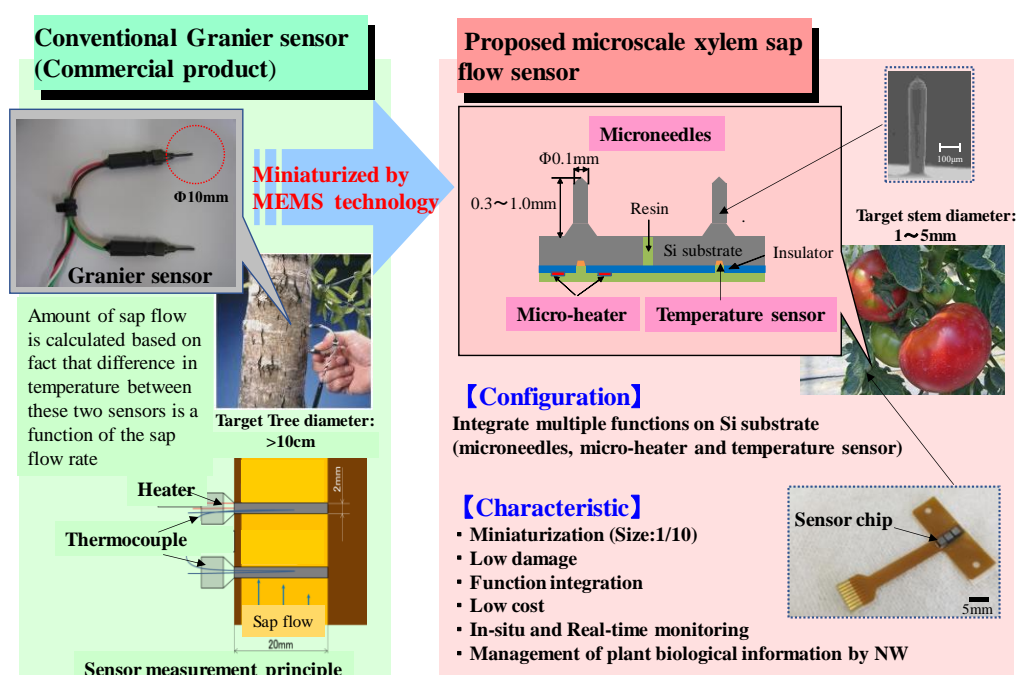 Conventional Granier sensor
(Commercial product)
Φ10mm
Granier sensor
Miniaturized by
MEMS technology
Amount of sap flow
is calculated based on
fact that difference in
temperature between
these two sensors is a
function of the sap
flow rate
Target Tree diameter:
>10cm
Heater
Thermocouple
2mm
Sap flow
20mm
Sensor measurement principle
Proposed microscale xylem sap
flow sensor
Microneedles
Φ0.1mm
0.3～1.0mm
Resin
Si substrate
Insulator
Micro-heater
Temperature sensor
100μm
Target stem diameter:
1～5mm
【Configuration】
Integrate multiple functions on Si substrate
(microneedles, micro-heater and temperature sensor)
【Characteristic】
・Miniaturization (Size:1/10)
・Low damage
・Function integration
・Low cost
・In-situ and Real-time monitoring
・Management of plant biological information by NW
Sensor chip
5mm